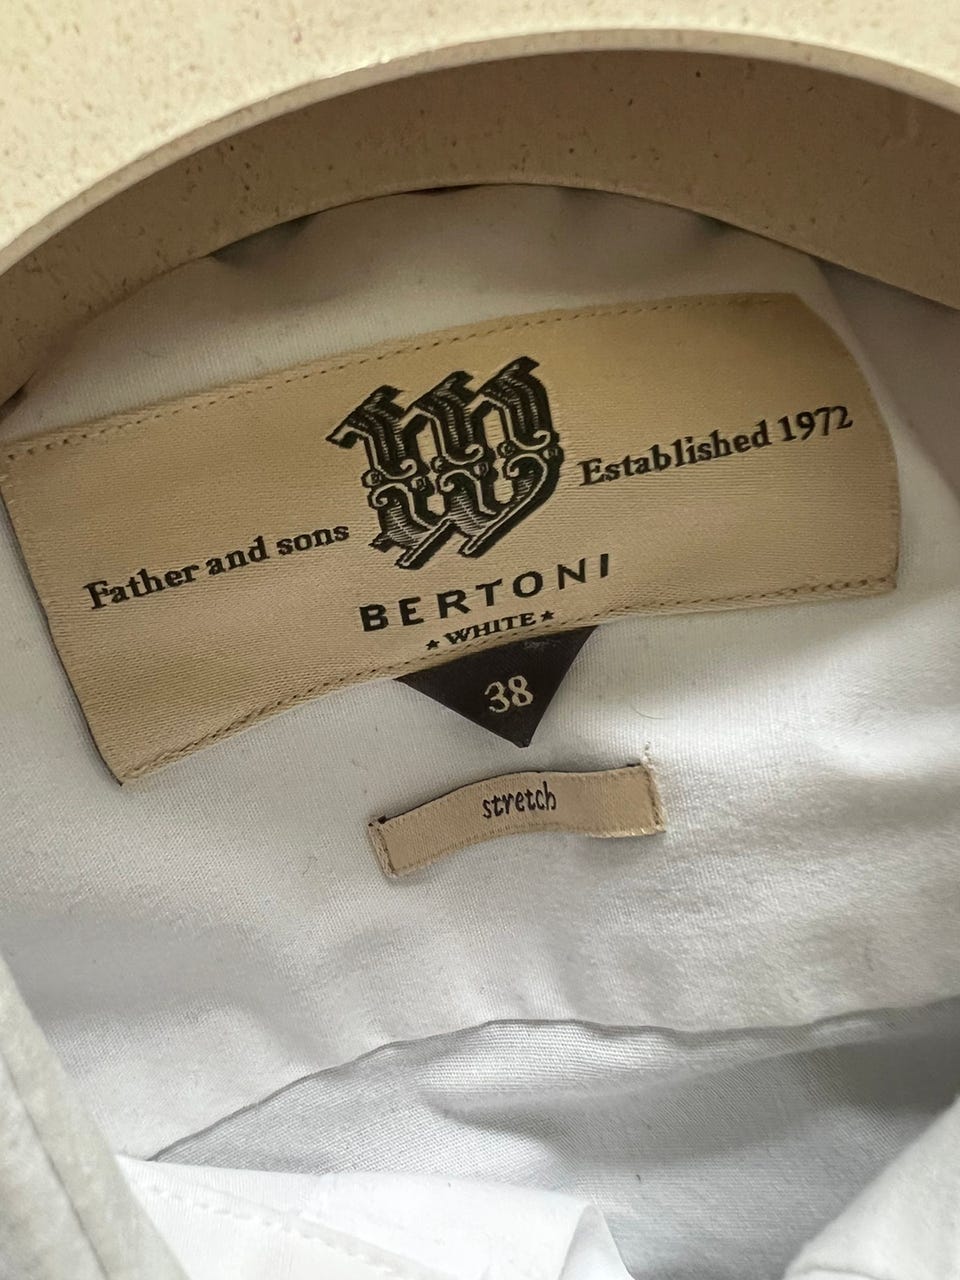 Father and sons
Established 1972
BERTONI
★ WHITE ★
38
stretch